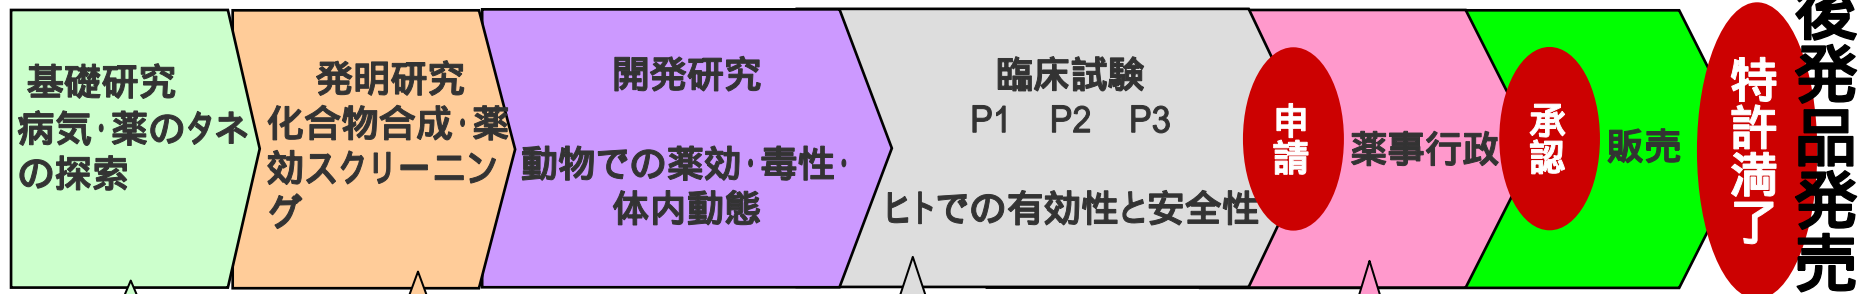 基礎研究
病気・薬のタネ
の探索
発明研究
化合物合成・薬
効スクリーニン
グ
開発研究
動物での薬効・毒性・
体内動態
臨床試験
P1 P2 P3
ヒトでの有効性と安全性
申請
薬事行政
承認
販売
特許満了
後発品発売